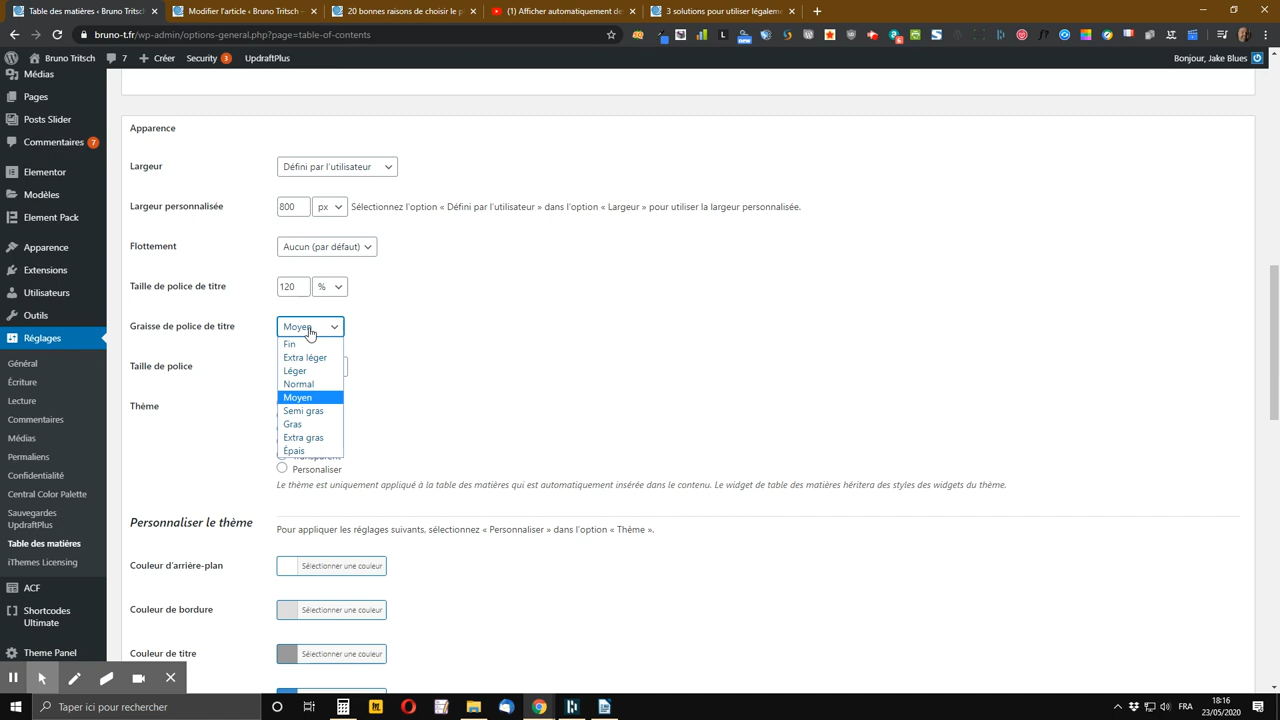 Table des matières ‹ Bruno Tritsch -
Modifier l'article ‹ Bruno Tritsch —
20 bonnes raisons de choisir le p
(1) Afficher automatiquement de
3 solutions pour utiliser légaleme
bruno-t.fr/wp-admin/options-general.php?page=table-of-contents
Bruno Tritsch
7
Créer
Security 3
UpdraftPlus
Bonjour, Jake Blues
Médias
Pages
Posts Slider
Commentaires 7
Elementor
Modèles
Element Pack
Apparence
Extensions
Utilisateurs
Outils
Réglages
Général
Écriture
Lecture
Commentaires
Médias
Permaliens
Confidentialité
Central Color Palette
Sauvegardes
UpdraftPlus
Table des matières
iThemes Licensing
ACF
Shortcodes
Ultimate
Theme Panel
Apparence
Largeur
Défini par l'utilisateur
Largeur personnalisée
800
px
Sélectionnez l'option « Défini par l'utilisateur » dans l'option « Largeur » pour utiliser la largeur personnalisée.
Flottement
Aucun (par défaut)
Taille de police de titre
120
%
Graisse de police de titre
Moyen
Fin
Extra léger
Léger
Normal
Moyen
Semi gras
Gras
Extra gras
Épais
Taille de police
Thème
Personaliser
Le thème est uniquement appliqué à la table des matières qui est automatiquement insérée dans le contenu. Le widget de table des matières héritera des styles des widgets du thème.
Personnaliser le thème
Pour appliquer les réglages suivants, sélectionnez « Personnaliser » dans l'option « Thème ».
Couleur d'arrière-plan
Sélectionner une couleur
Couleur de bordure
Sélectionner une couleur
Couleur de titre
Sélectionner une couleur
Taper ici pour rechercher
FRA
18:16
23/05/2020